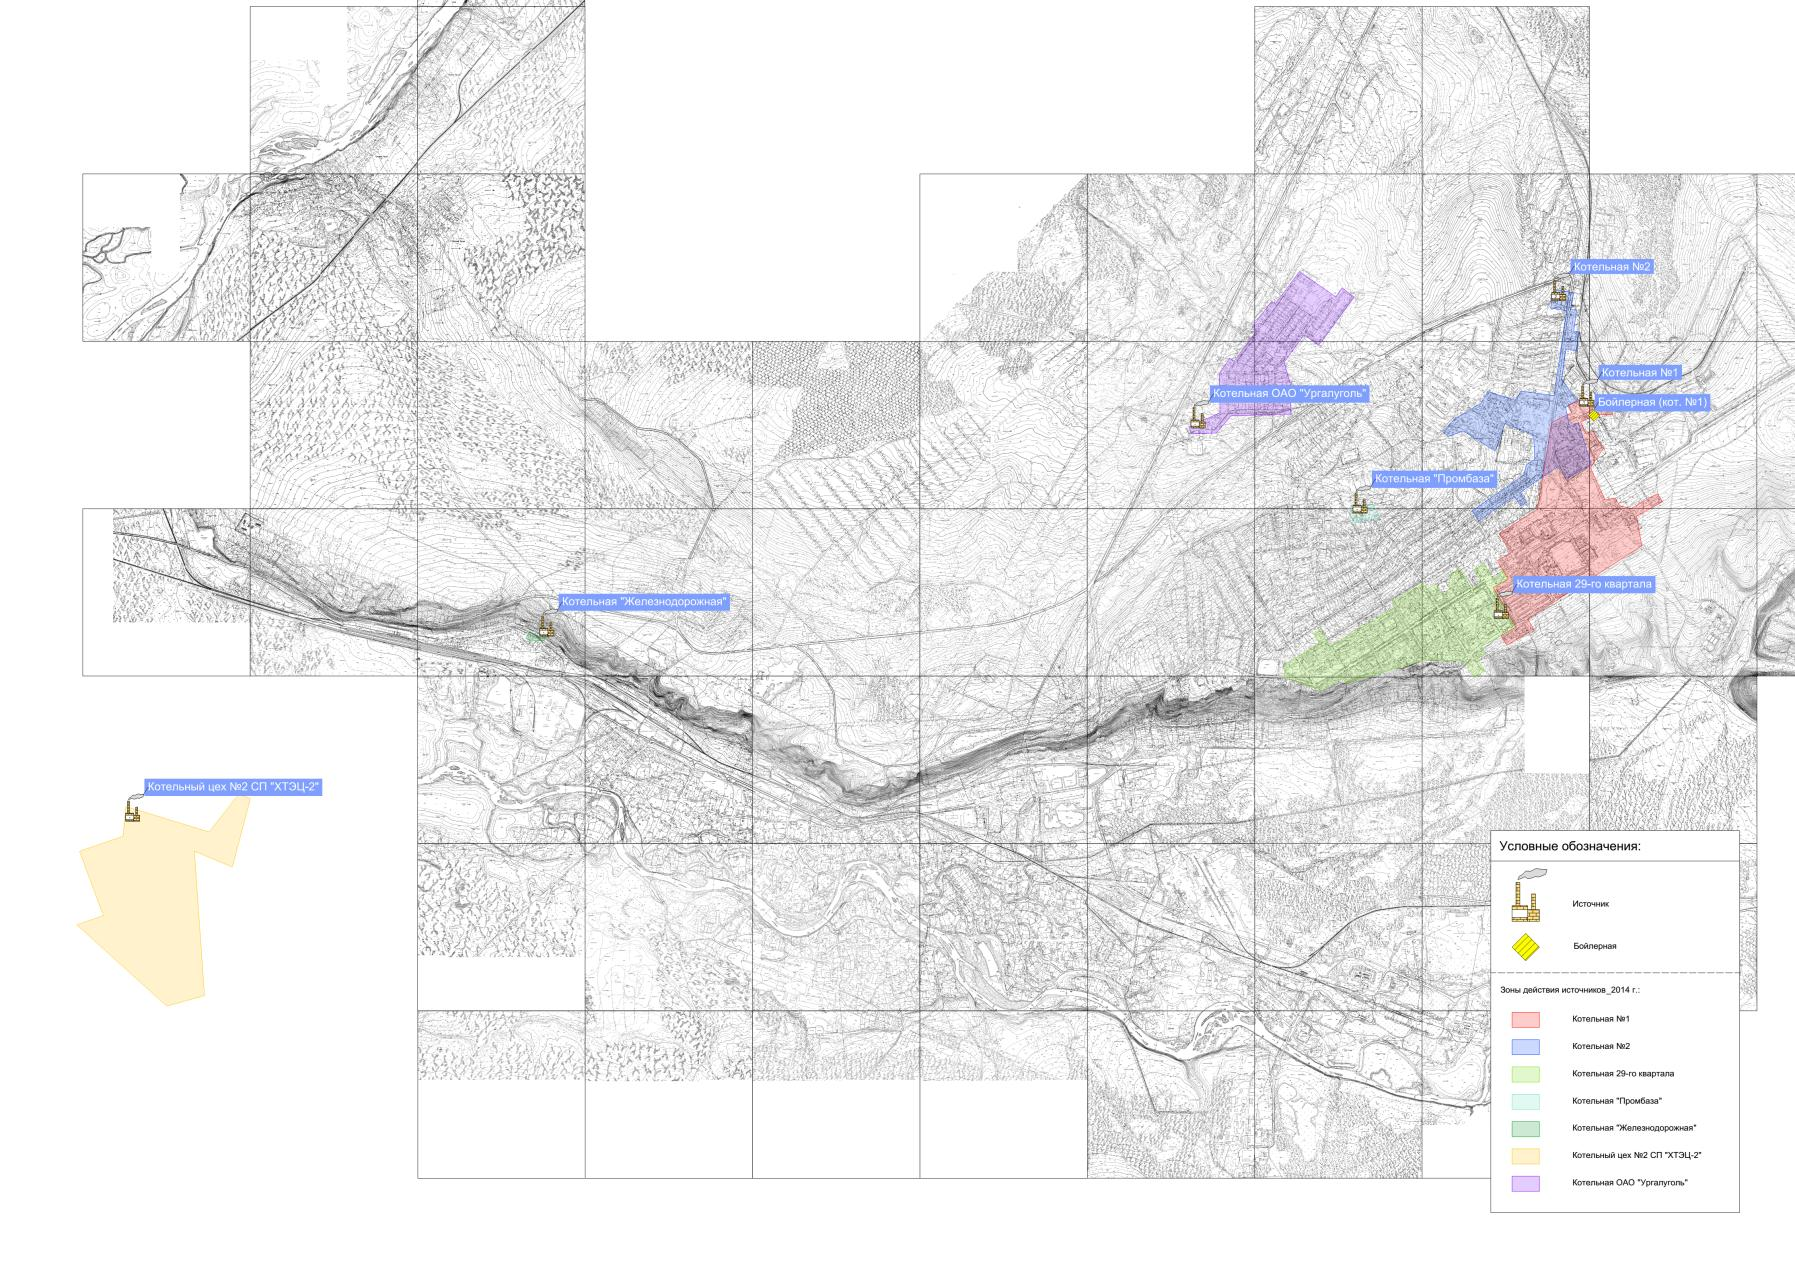 Котельная №2
Котельная №1
Бойлерная (кот. №1)
Котельная ОАО "Ургалуголь"
Котельная "Промбаза"
Котельная 29-го квартала
Котельная "Железнодорожная"
Котельный цех №2 СП "ХТЭЦ-2"
Условные обозначения:
Источник
Бойлерная
Зоны действия источников_2014 г.:
Котельная №1
Котельная №2
Котельная 29-го квартала
Котельная "Промбаза"
Котельная "Железнодорожная"
Котельный цех №2 СП "ХТЭЦ-2"
Котельная ОАО "Ургалуголь"